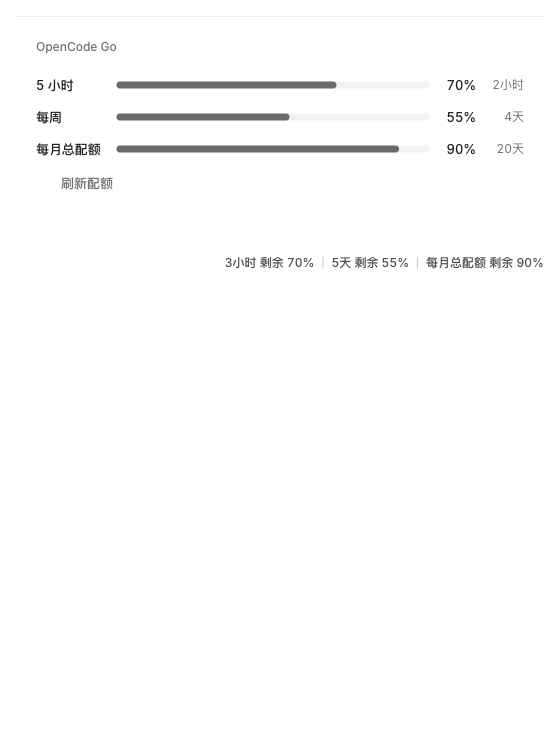 OpenCode Go
5 小时 70% 2小时
每周 55% 4天
每月总配额 90% 20天
刷新配额
3小时 剩余 70% | 5天 剩余 55% | 每月总配额 剩余 90%